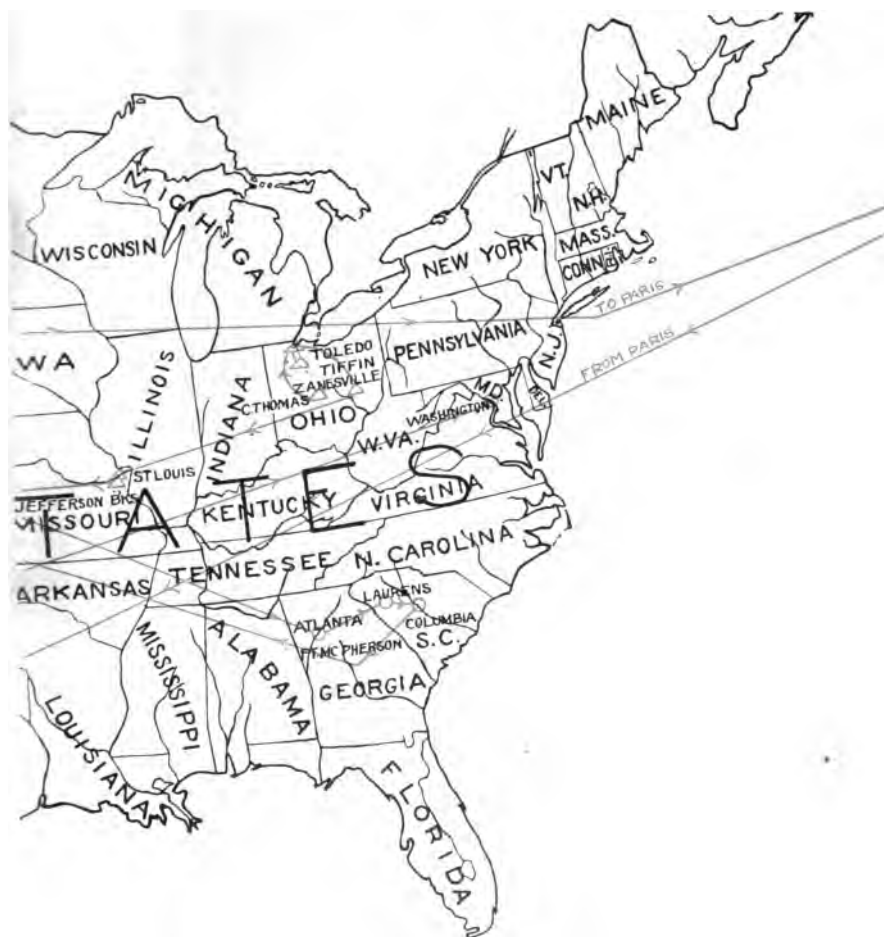 MAINE
VT.
N.H.
MICHIGAN
WISCONSIN
NEW YORK
MASS.
CONN
R.I.
TO PARIS
WA
PENNSYLVANIA
N.J.
FROM PARIS
TOLEDO
TIFFIN
ZANESVILLE
C.THOMAS
OHIO
ILLINOIS
INDIANA
MD.
DEL.
WASHINGTON
W.VA.
ST LOUIS
JEFFERSON BKS
TATES
MISSOURI
KENTUCKY
VIRGINIA
ARKANSAS
TENNESSEE
N. CAROLINA
LAURENS
ATLANTA
COLUMBIA
FT. MCPHERSON
S.C.
MISSISSIPPI
ALABAMA
GEORGIA
LOUISIANA
FLORIDA